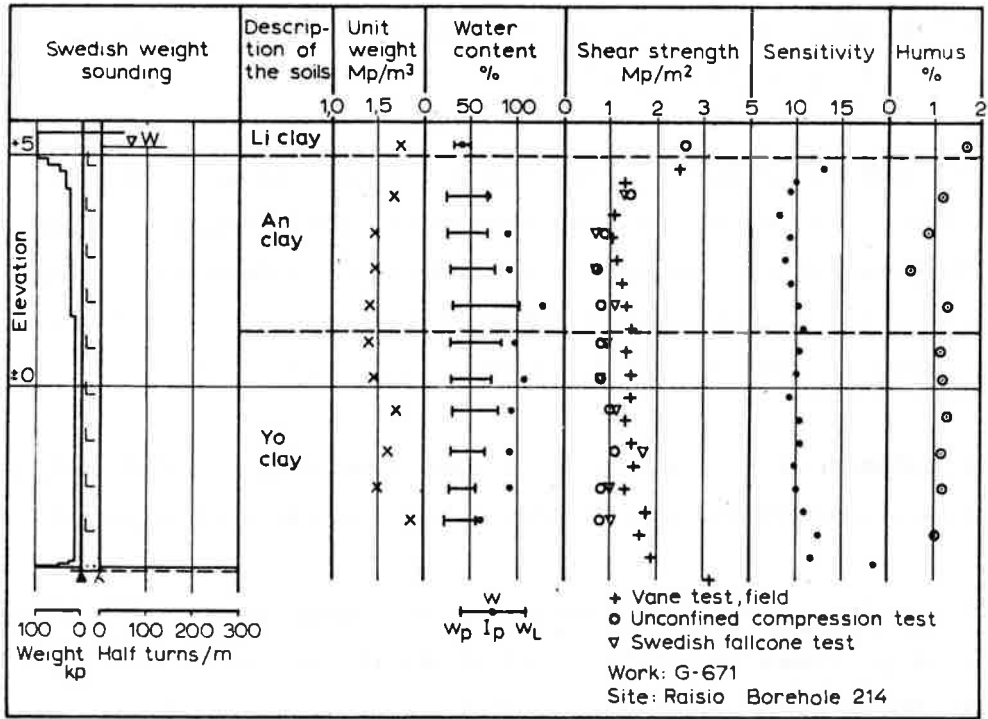 Swedish weight
sounding
Descrip-
tion of
the soils
Unit
weight
Mp/m³
Water
content
%
Shear strength
Mp/m²
Sensitivity
Humus
%
1,0 1,5 0 50 100 0 1 2 3 5 10 15 0 1 2
+5
W
Li clay
An
clay
Elevation
±0
Yo
clay
L
L
L
L
L
L
L
L
L
100 0 0 100 200 300
Weight
kp
Half turns/m
w
wP IP wL
+ Vane test, field
o Unconfined compression test
▽ Swedish fallcone test
Work: G-671
Site: Raisio Borehole 214